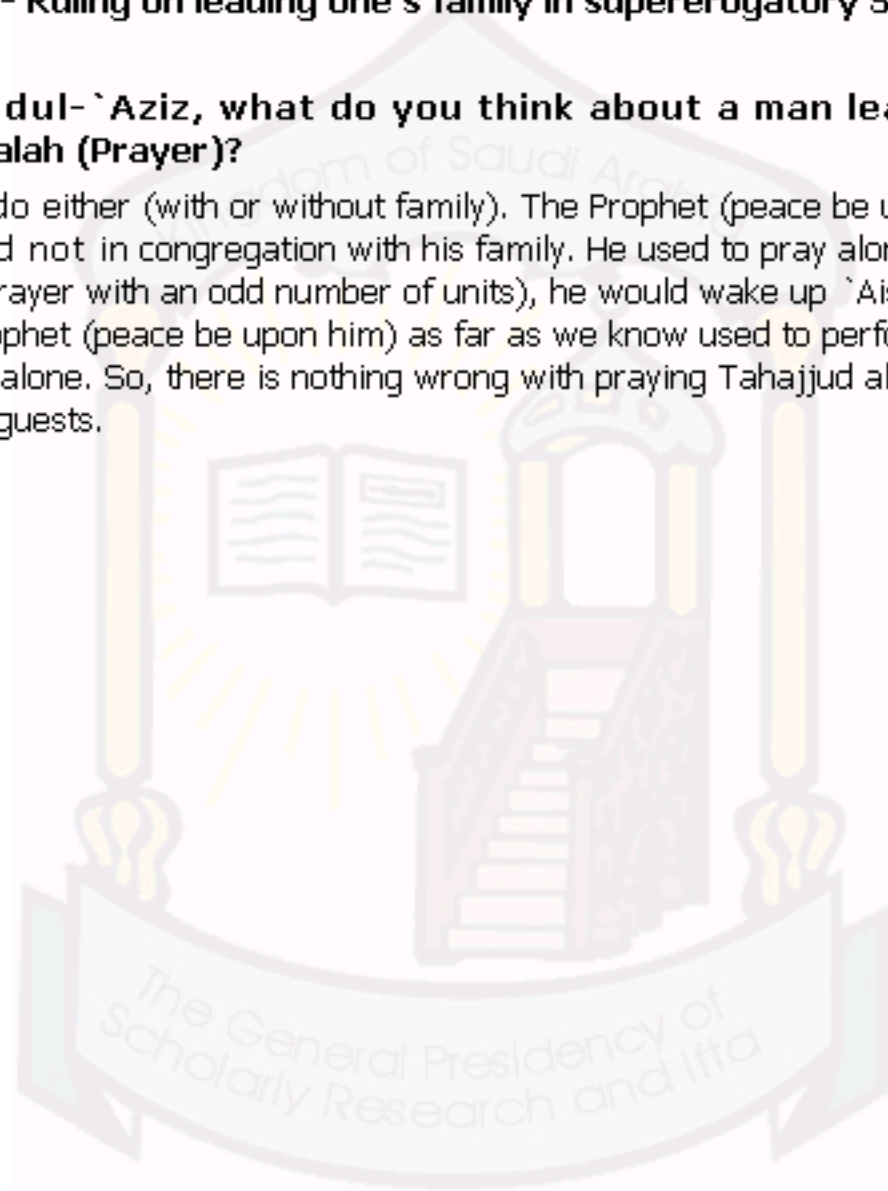 - Ruling on leading one's family in supererogatory S
dul-`Aziz, what do you think about a man lea
alah (Prayer)?
do either (with or without family). The Prophet (peace be u
d not in congregation with his family. He used to pray alon
rayer with an odd number of units), he would wake up `Ais
ophet (peace be upon him) as far as we know used to perfo
alone. So, there is nothing wrong with praying Tahajjud al
guests.
Kingdom of Saudi Arabia
The General Presidency of
Scholarly Research and Ifta